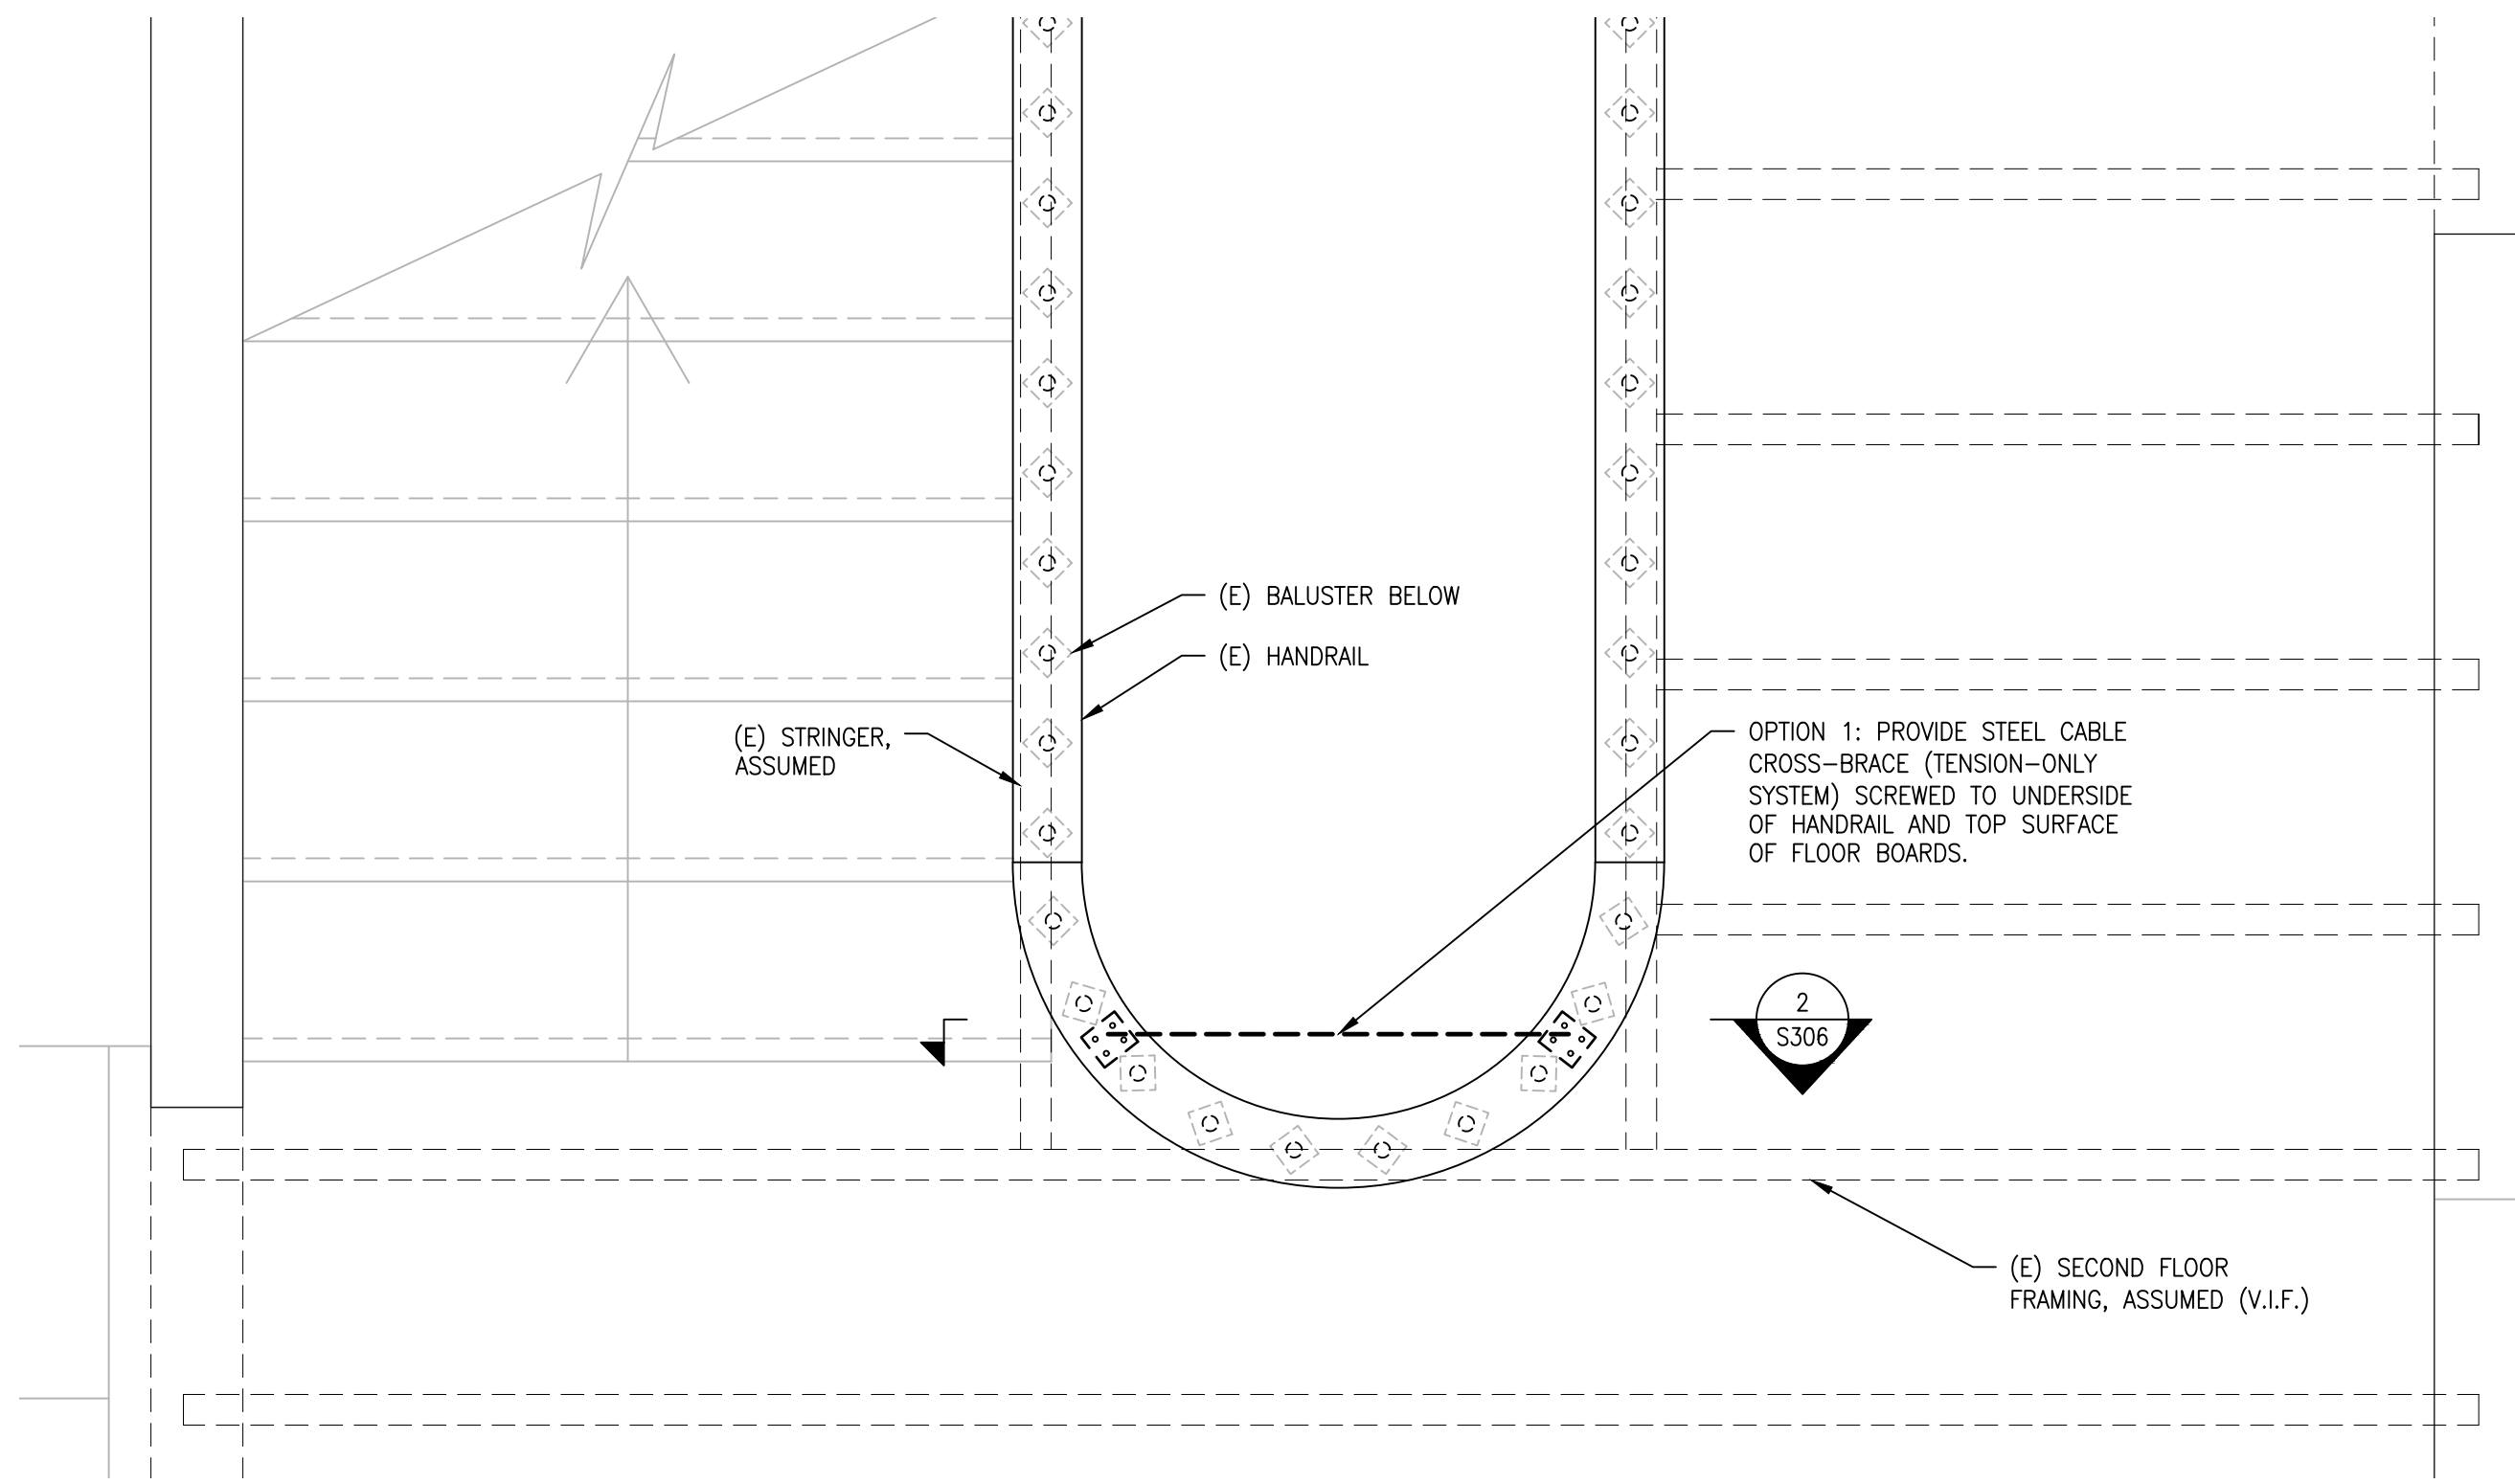 (E) BALUSTER BELOW
(E) HANDRAIL
(E) STRINGER,
ASSUMED
OPTION 1: PROVIDE STEEL CABLE
CROSS-BRACE (TENSION-ONLY
SYSTEM) SCREWED TO UNDERSIDE
OF HANDRAIL AND TOP SURFACE
OF FLOOR BOARDS.
2
S306
(E) SECOND FLOOR
FRAMING, ASSUMED (V.I.F.)